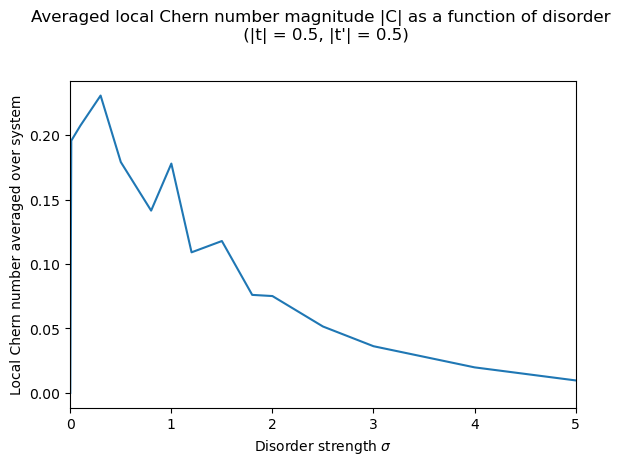 Averaged local Chern number magnitude |C| as a function of disorder
(|t| = 0.5, |t'| = 0.5)
Local Chern number averaged over system
0.20
0.15
0.10
0.05
0.00
0 1 2 3 4 5
Disorder strength σ